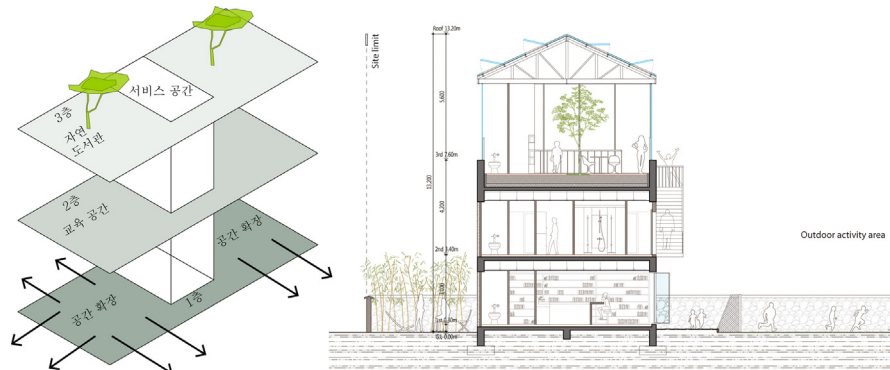 서비스 공간
3층
자연
도서관
2층
교육 공간
공간 확장
공간 확장
1층
Roof 13.20m
Site limit
5,600
3rd 7.60m
13,200
4,200
2nd 3.40m
Outdoor activity area
G.L 0.00m